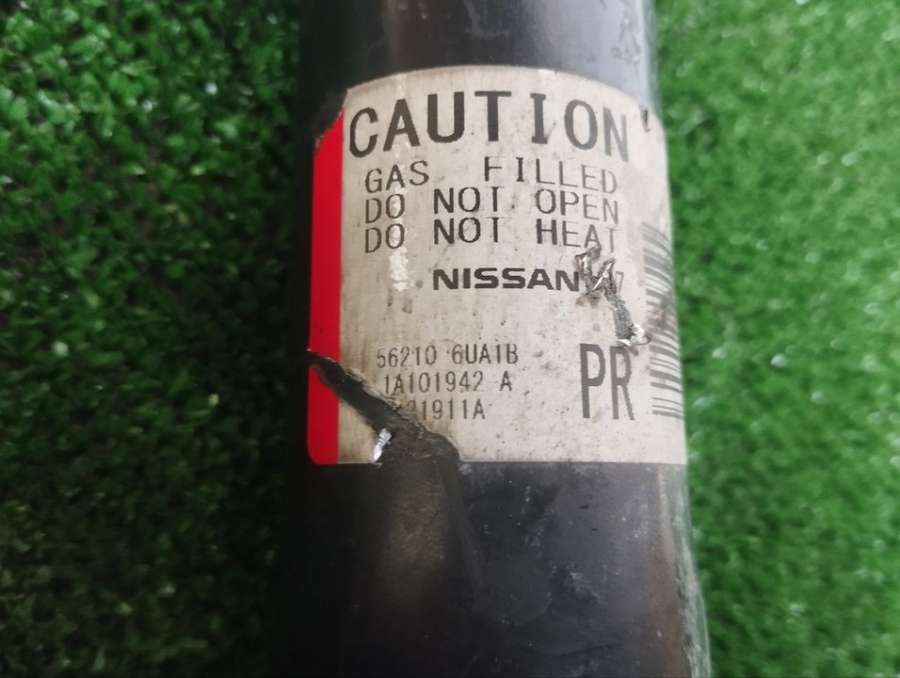 CAUTION
GAS FILLED
DO NOT OPEN
DO NOT HEAT
NISSAN
56210 6UA1B
1A101942 A
PR